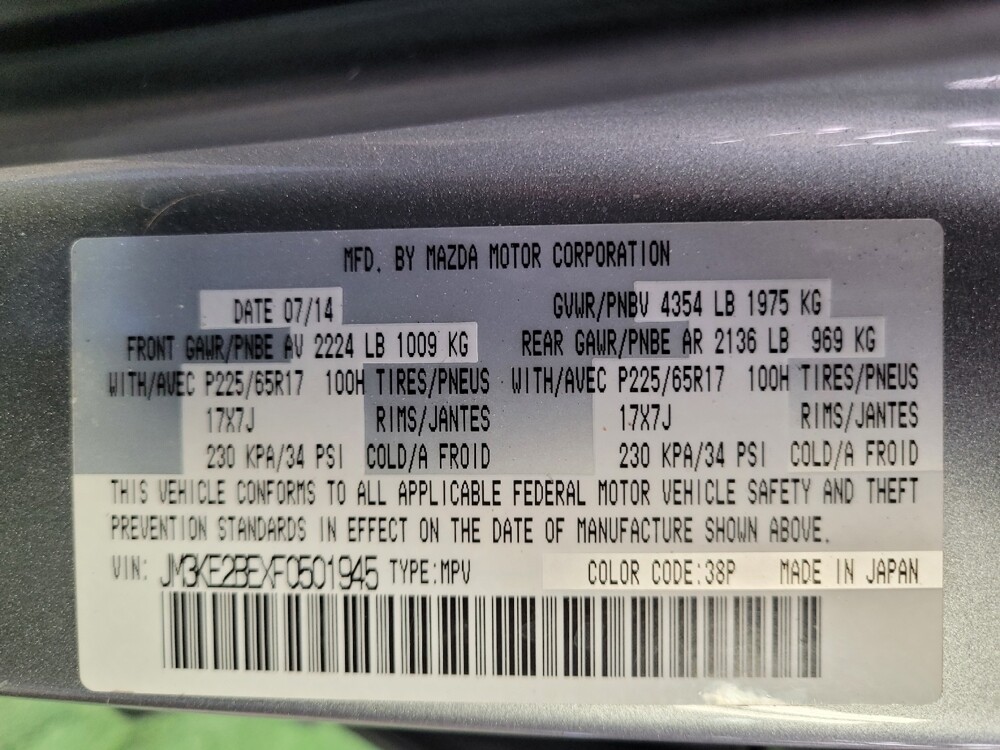 MFD. BY MAZDA MOTOR CORPORATION
DATE 07/14 GVWR/PNBV 4354 LB 1975 KG
FRONT GAWR/PNBE AV 2224 LB 1009 KG REAR GAWR/PNBE AR 2136 LB 969 KG
WITH/AVEC P225/65R17 100H TIRES/PNEUS WITH/AVEC P225/65R17 100H TIRES/PNEUS
17X7J RIMS/JANTES 17X7J RIMS/JANTES
230 KPA/34 PSI COLD/A FROID 230 KPA/34 PSI COLD/A FROID
THIS VEHICLE CONFORMS TO ALL APPLICABLE FEDERAL MOTOR VEHICLE SAFETY AND THEFT
PREVENTION STANDARDS IN EFFECT ON THE DATE OF MANUFACTURE SHOWN ABOVE.
VIN: JM3KE2BEXF0501945 TYPE:MPV COLOR CODE:38P MADE IN JAPAN